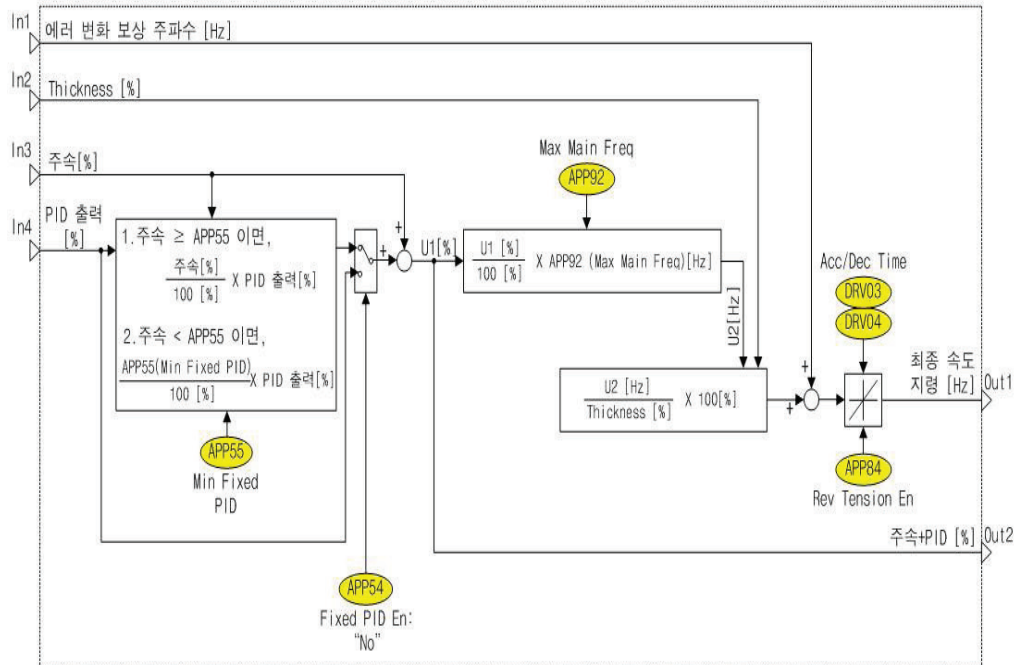 In1
에러 변화 보상 주파수 [Hz]
In2
Thickness [%]
In3
주속[%]
In4
PID 출력
[%]
1.주속 ≥ APP55 이면,
주속[%]
100 [%]
X PID 출력[%]
2.주속 < APP55 이면,
APP55(Min Fixed PID)
100 [%]
X PID 출력[%]
APP55
Min Fixed
PID
APP54
Fixed PID En:
"No"
+
+
U1[%]
Max Main Freq
APP92
U1 [%]
100 [%]
X APP92 (Max Main Freq)[Hz]
U2[Hz]
U2 [Hz]
Thickness [%]
X 100[%]
+
+
Acc/Dec Time
DRV03
DRV04
APP84
Rev Tension En
최종 속도
지령 [Hz]
Out1
주속+PID [%]
Out2